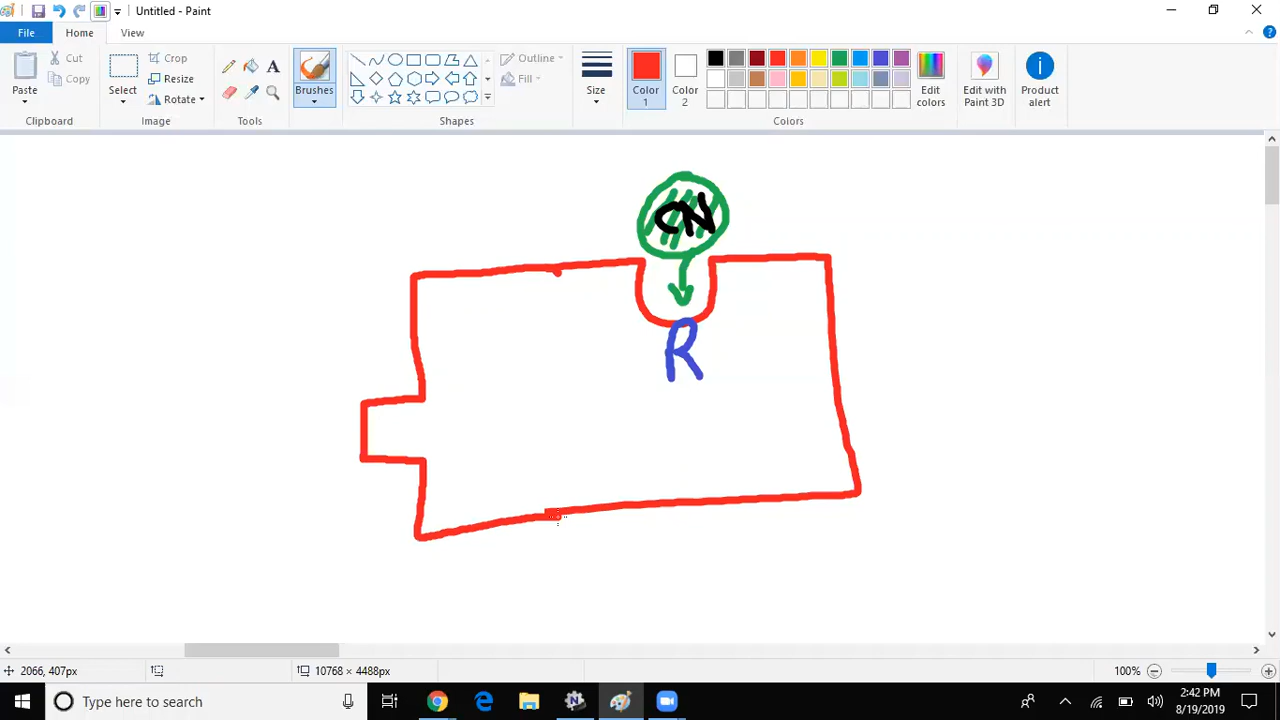 Untitled - Paint
File
Home
View
Paste
Cut
Copy
Clipboard
Select
Crop
Resize
Rotate
Image
A
Tools
Brushes
Shapes
Outline
Fill
Size
Color
1
Color
2
Edit
colors
Colors
Edit with
Paint 3D
Product
alert
CN
R
2066, 407px
10768 × 4488px
100%
Type here to search
2:42 PM
8/19/2019